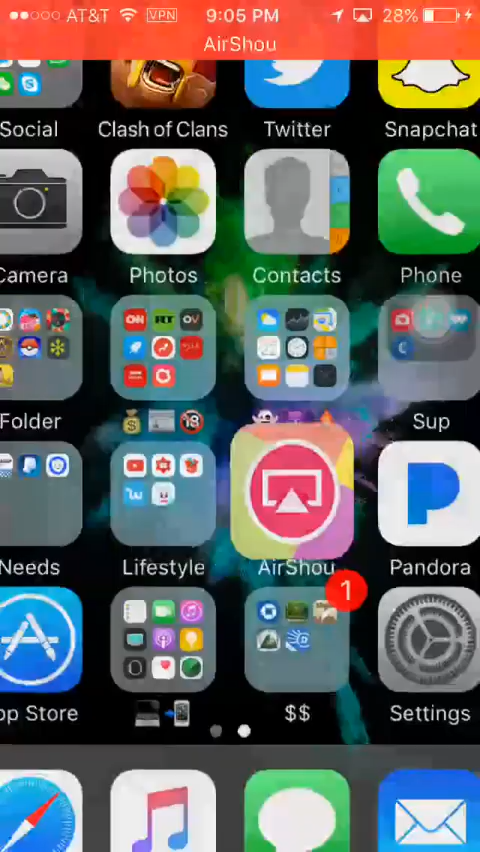 AT&T VPN 9:05 PM 28%
AirShou
Social Clash of Clans Twitter Snapchat
Camera Photos Contacts Phone
Folder Sup
Needs Lifestyle AirShou Pandora
1
pp Store $$ Settings